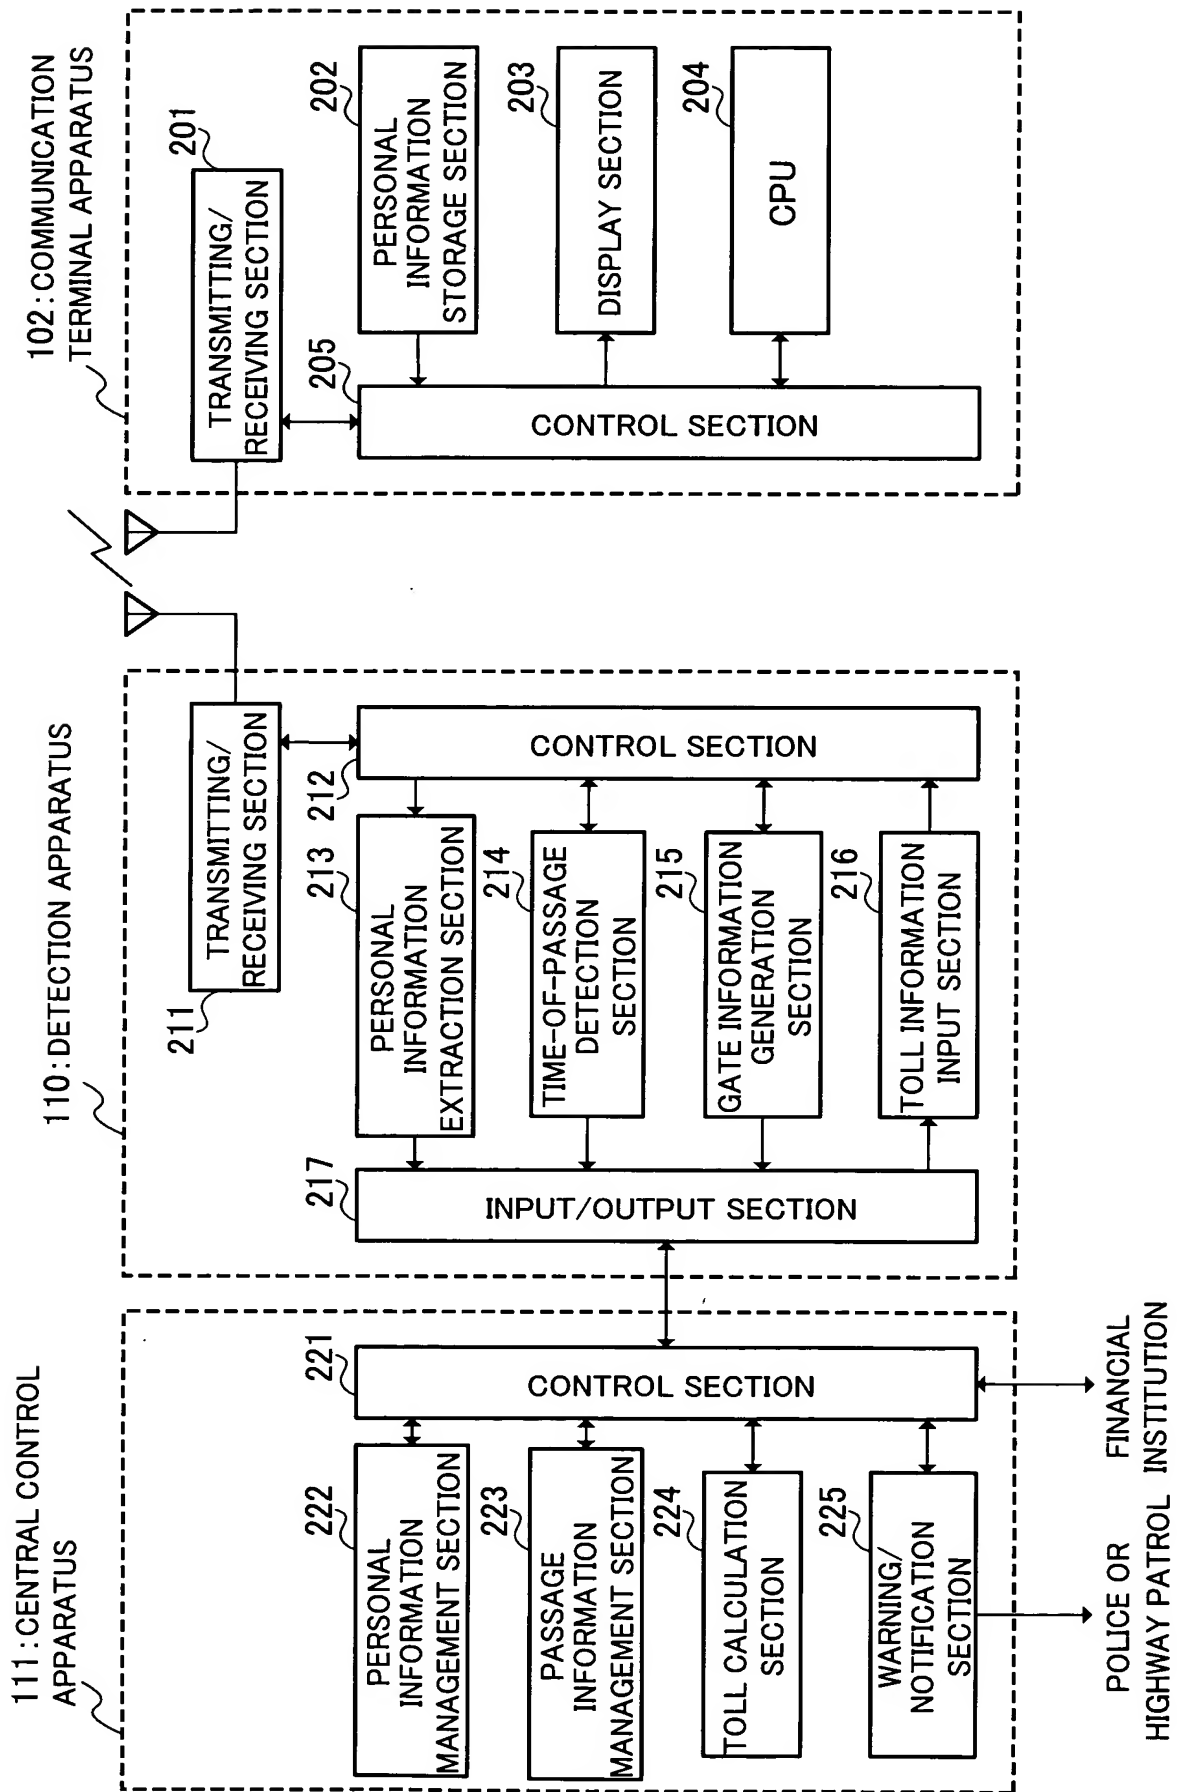 111:CENTRAL CONTROL
APPARATUS
222
PERSONAL
INFORMATION
MANAGEMENT SECTION
223
PASSAGE
INFORMATION
MANAGEMENT SECTION
224
TOLL CALCULATION
SECTION
225
WARNING/
NOTIFICATION
SECTION
221
CONTROL SECTION
POLICE OR
HIGHWAY PATROL
FINANCIAL
INSTITUTION
110:DETECTION APPARATUS
211
TRANSMITTING/
RECEIVING SECTION
217
INPUT/OUTPUT SECTION
213
PERSONAL
INFORMATION
EXTRACTION SECTION
214
TIME-OF-PASSAGE
DETECTION
SECTION
215
GATE INFORMATION
GENERATION
SECTION
216
TOLL INFORMATION
INPUT SECTION
212
CONTROL SECTION
102:COMMUNICATION
TERMINAL APPARATUS
201
TRANSMITTING/
RECEIVING SECTION
205
CONTROL SECTION
202
PERSONAL
INFORMATION
STORAGE SECTION
203
DISPLAY SECTION
204
CPU